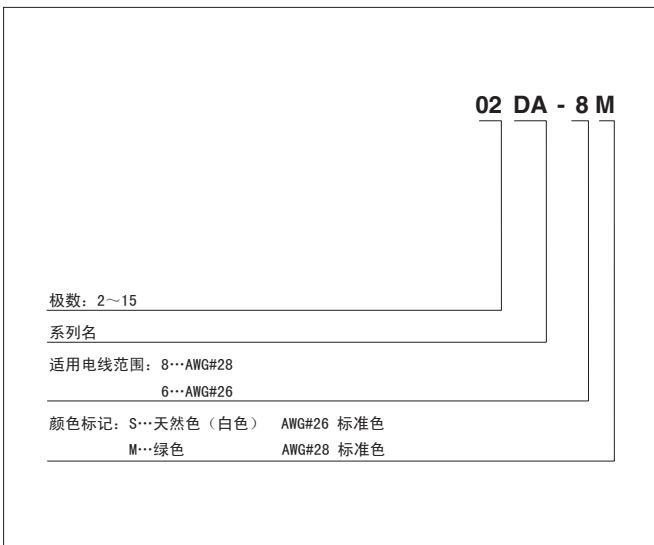 02 DA - 8 M
极数：2～15
系列名
适用电线范围：8…AWG#28
6…AWG#26
颜色标记：S…天然色（白色） AWG#26 标准色
M…绿色 AWG#28 标准色